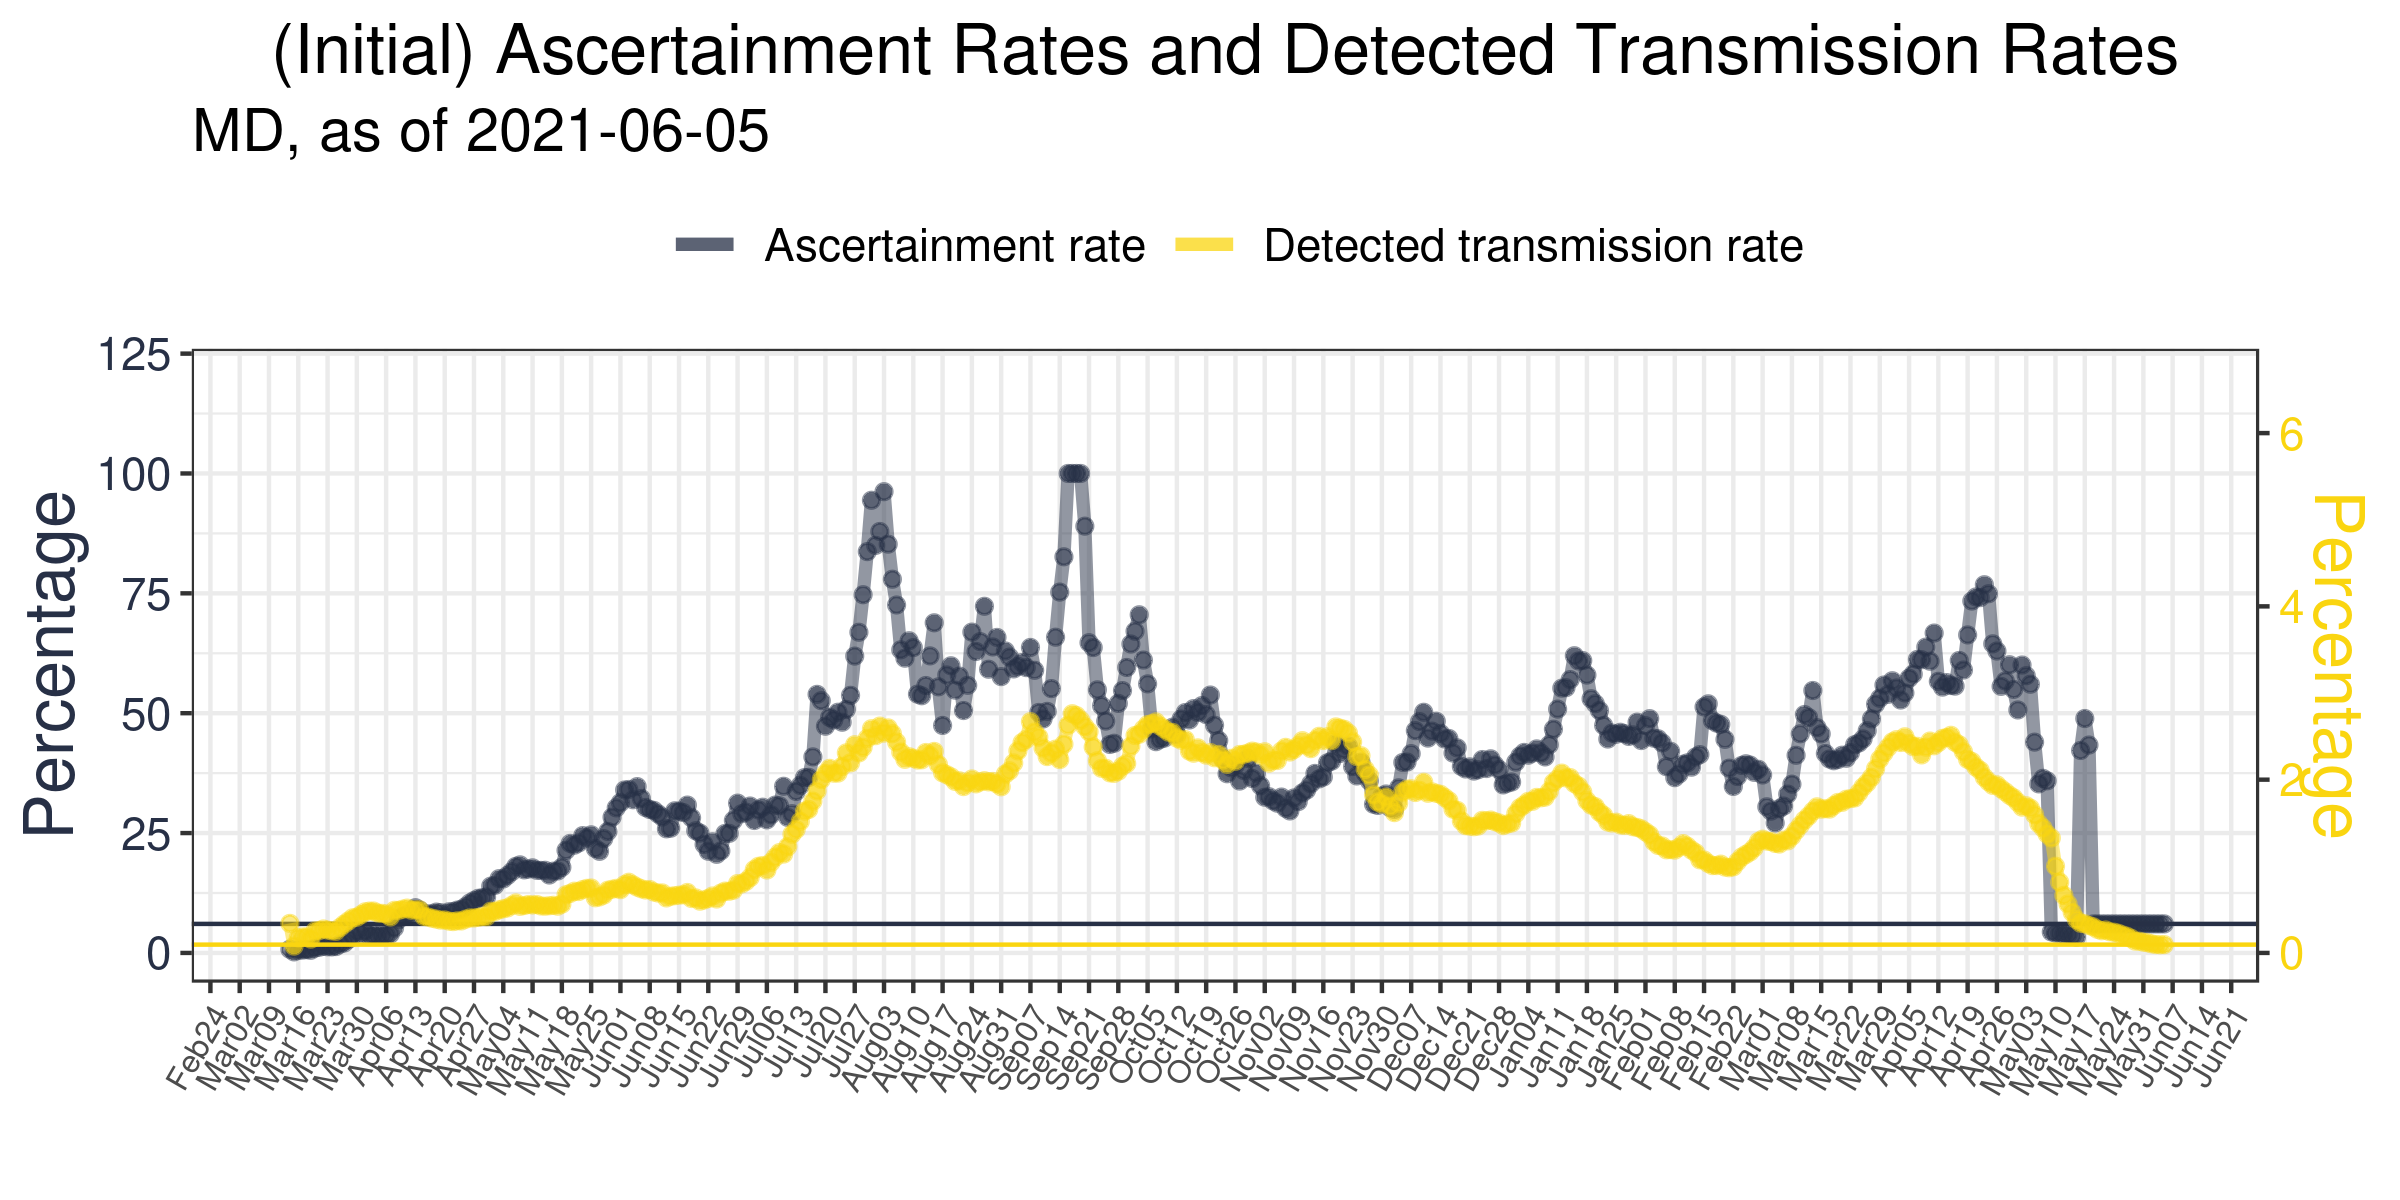 (Initial) Ascertainment Rates and Detected Transmission Rates
MD, as of 2021-06-05
Ascertainment rate
Detected transmission rate
Percentage
125
100
75
50
25
0
6
4
2
0
Percentage
Feb24
Mar02
Mar09
Mar16
Mar23
Mar30
Apr06
Apr13
Apr20
Apr27
May04
May11
May18
May25
Jun01
Jun08
Jun15
Jun22
Jun29
Jul06
Jul13
Jul20
Jul27
Aug03
Aug10
Aug17
Aug24
Aug31
Sep07
Sep14
Sep21
Sep28
Oct05
Oct12
Oct19
Oct26
Nov02
Nov09
Nov16
Nov23
Nov30
Dec07
Dec14
Dec21
Dec28
Jan04
Jan11
Jan18
Jan25
Feb01
Feb08
Feb15
Feb22
Mar01
Mar08
Mar15
Mar22
Mar29
Apr05
Apr12
Apr19
Apr26
May03
May10
May17
May24
May31
Jun07
Jun14
Jun21